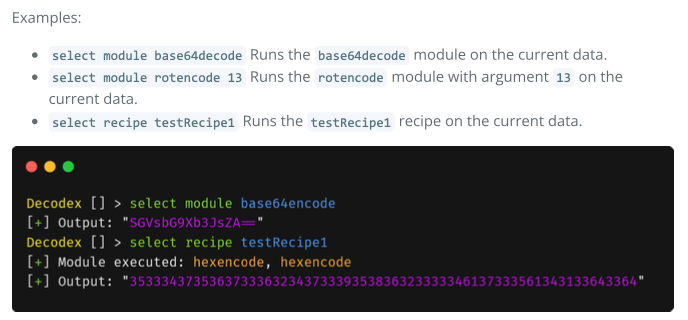 Examples:
select module base64decode Runs the base64decode module on the current data.
select module rotencode 13 Runs the rotencode module with argument 13 on the
current data.
select recipe testRecipe1 Runs the testRecipe1 recipe on the current data.
Decodex [] > select module base64encode
[+] Output: "SGVsbG9Xb3JsZA=="
Decodex [] > select recipe testRecipe1
[+] Module executed: hexencode, hexencode
[+] Output: "3533343735363733363234373339353836323333346137333561343133643364"